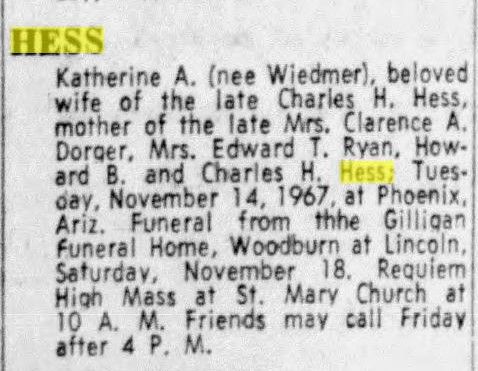 HESS
Katherine A. (nee Wiedmer), beloved
wife of the late Charles H. Hess,
mother of the late Mrs. Clarence A.
Dorger, Mrs. Edward T. Ryan, How-
ard B. and Charles H. Hess; Tues-
day, November 14, 1967, at Phoenix,
Ariz. Funeral from thhe Gilligan
Funeral Home, Woodburn at Lincoln,
Saturday, November 18. Requiem
High Mass at St. Mary Church at
10 A. M. Friends may call Friday
after 4 P. M.